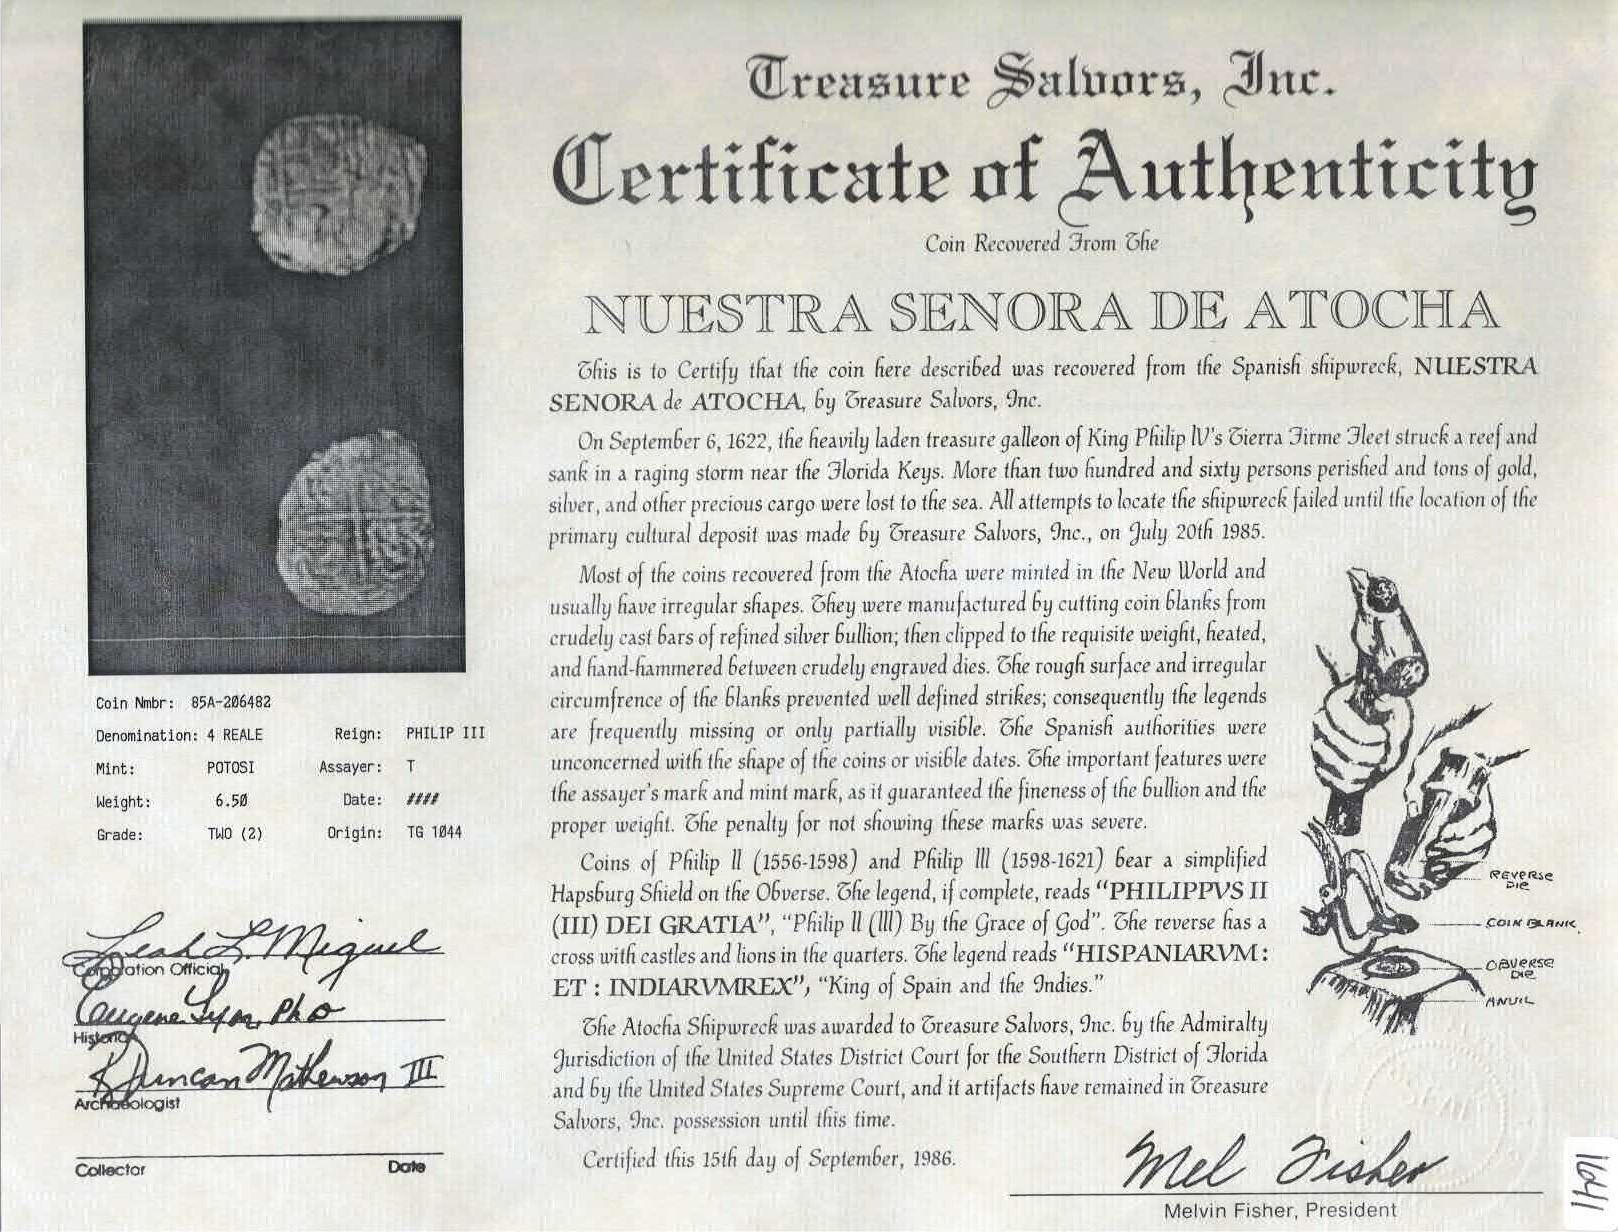 Treasure Salvors, Inc.
Certificate of Authenticity
Coin Recovered From The
NUESTRA SENORA DE ATOCHA
This is to Certify that the coin here described was recovered from the Spanish shipwreck, NUESTRA
SENORA de ATOCHA, by Treasure Salvors, Inc.
On September 6, 1622, the heavily laden treasure galleon of King Philip IV's Tierra Firme Fleet struck a reef and
sank in a raging storm near the Florida Keys. More than two hundred and sixty persons perished and tons of gold,
silver, and other precious cargo were lost to the sea. All attempts to locate the shipwreck failed until the location of the
primary cultural deposit was made by Treasure Salvors, Inc., on July 20th 1985.
Most of the coins recovered from the Atocha were minted in the New World and
usually have irregular shapes. They were manufactured by cutting coin blanks from
crudely cast bars of refined silver bullion; then clipped to the requisite weight, heated,
and hand-hammered between crudely engraved dies. The rough surface and irregular
circumfrence of the blanks prevented well defined strikes; consequently the legends
are frequently missing or only partially visible. The Spanish authorities were
unconcerned with the shape of the coins or visible dates. The important features were
the assayer's mark and mint mark, as it guaranteed the fineness of the bullion and the
proper weight. The penalty for not showing these marks was severe.
Coins of Philip II (1556-1598) and Philip III (1598-1621) bear a simplified
Hapsburg Shield on the Obverse. The legend, if complete, reads "PHILIPPVS II
(III) DEI GRATIA", "Philip II (III) By the Grace of God". The reverse has a
cross with castles and lions in the quarters. The legend reads "HISPANIARVM :
ET : INDIARVMREX", "King of Spain and the Indies."
The Atocha Shipwreck was awarded to Treasure Salvors, Inc. by the Admiralty
Jurisdiction of the United States District Court for the Southern District of Florida
and by the United States Supreme Court, and it artifacts have remained in Treasure
Salvors, Inc. possession until this time.
Certified this 15th day of September, 1986.
Mel Fisher
Melvin Fisher, President
REVERSE
DIE
COIN BLANK
OBVERSE
DIE
ANVIL
SEAL
1641
Coin Nmbr: 85A-206482
Denomination: 4 REALE Reign: PHILIP III
Mint: POTOSI Assayer: T
Weight: 6.50 Date: ####
Grade: TWO (2) Origin: TG 1044
Leah L. Miguel
Corporation Official
Eugene Lyon, PhD
Historian
R Duncan Mathewson III
Archaeologist
Collector Date